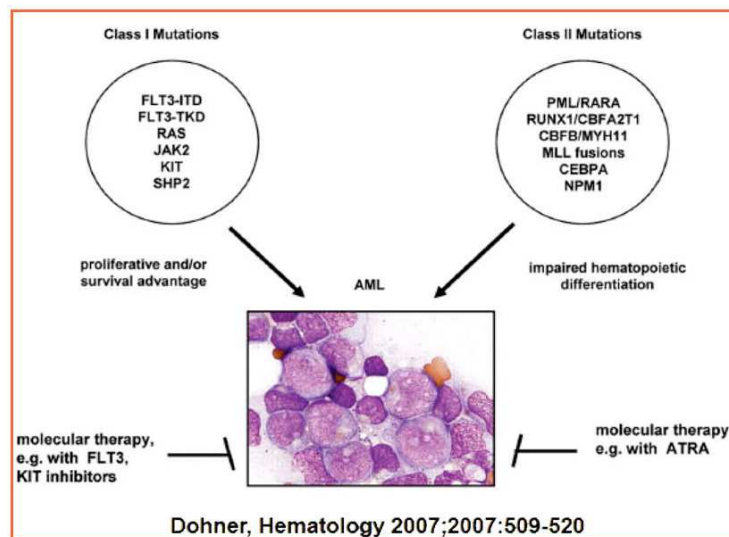 Class I Mutations
FLT3-ITD
FLT3-TKD
RAS
JAK2
KIT
SHP2
proliferative and/or
survival advantage
Class II Mutations
PML/RARA
RUNX1/CBFA2T1
CBFB/MYH11
MLL fusions
CEBPA
NPM1
impaired hematopoietic
differentiation
AML
molecular therapy,
e.g. with FLT3,
KIT inhibitors
molecular therapy
e.g. with ATRA
Dohner, Hematology 2007;2007:509-520